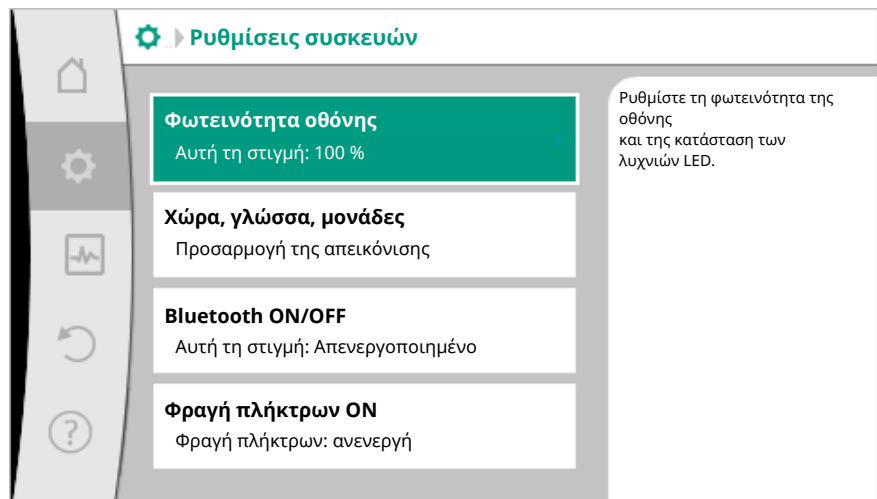 Ρυθμίσεις συσκευών
Φωτεινότητα οθόνης
Αυτή τη στιγμή: 100 %
Χώρα, γλώσσα, μονάδες
Προσαρμογή της απεικόνισης
Bluetooth ON/OFF
Αυτή τη στιγμή: Απενεργοποιημένο
Φραγή πλήκτρων ON
Φραγή πλήκτρων: ανενεργή
Ρυθμίστε τη φωτεινότητα της
οθόνης
και της κατάσταση των
λυχνιών LED.
?